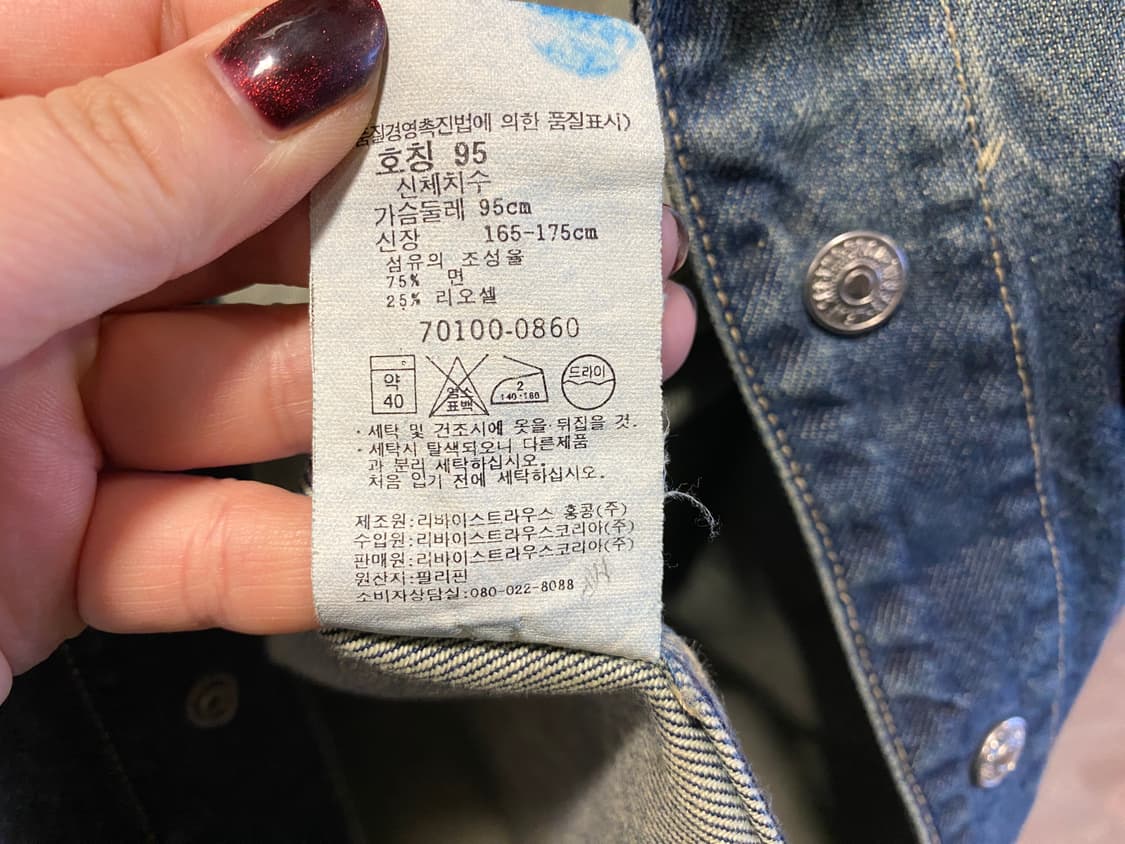 품질경영촉진법에 의한 품질표시)
호칭 95
신체치수
가슴둘레 95cm
신장 165-175cm
섬유의 조성율
75% 면
25% 리오셀
70100-0860
약 40
염소 표백
2 140-180
드라이
·세탁 및 건조시에 옷을 뒤집을 것.
·세탁시 탈색되오니 다른제품
과 분리 세탁하십시오.
처음 입기 전에 세탁하십시오.
제조원:리바이스트라우스 홍콩(주)
수입원:리바이스트라우스코리아(주)
판매원:리바이스트라우스코리아(주)
원산지:필리핀
소비자상담실:080-022-8088